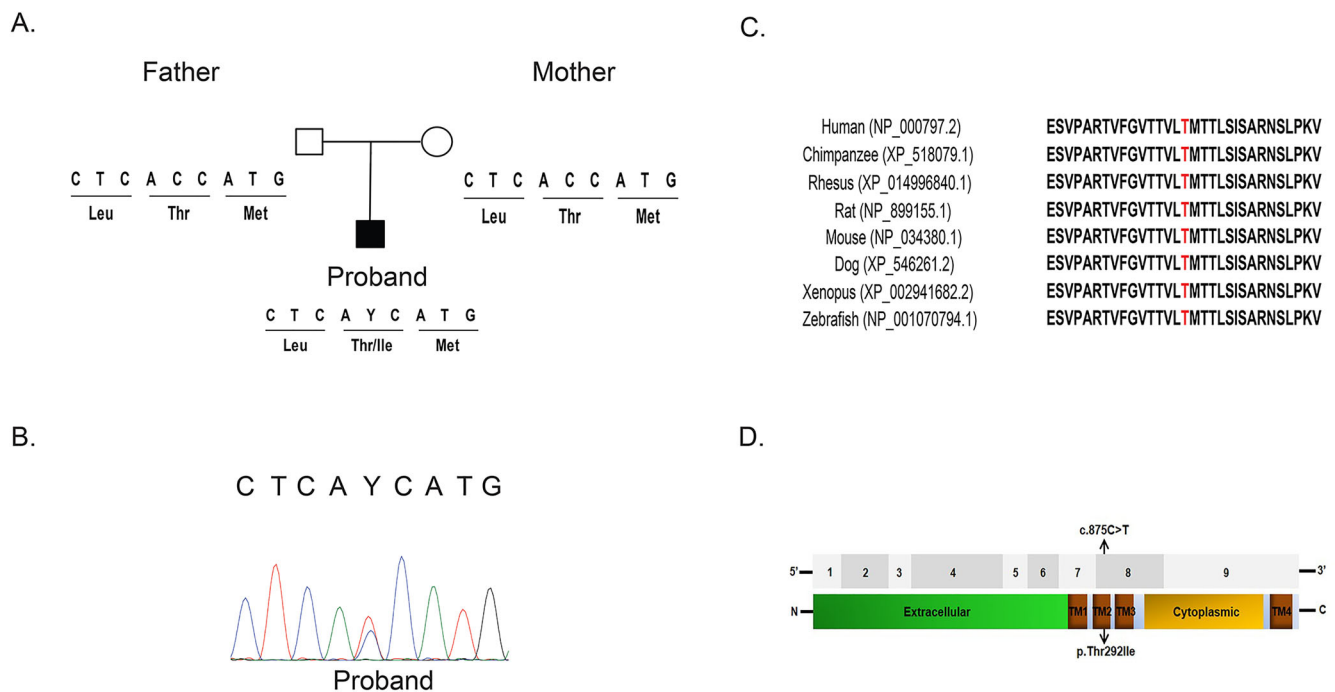 A.
Father
Mother
C T C A C C A T G
Leu Thr Met
C T C A C C A T G
Leu Thr Met
Proband
C T C A Y C A T G
Leu Thr/Ile Met
B.
C T C A Y C A T G
Proband
C.
Human (NP_000797.2) ESVPARTVFGVTTVLTMTTLSISARNSLPKV
Chimpanzee (XP_518079.1) ESVPARTVFGVTTVLTMTTLSISARNSLPKV
Rhesus (XP_014996840.1) ESVPARTVFGVTTVLTMTTLSISARNSLPKV
Rat (NP_899155.1) ESVPARTVFGVTTVLTMTTLSISARNSLPKV
Mouse (NP_034380.1) ESVPARTVFGVTTVLTMTTLSISARNSLPKV
Dog (XP_546261.2) ESVPARTVFGVTTVLTMTTLSISARNSLPKV
Xenopus (XP_002941682.2) ESVPARTVFGVTTVLTMTTLSISARNSLPKV
Zebrafish (NP_001070794.1) ESVPARTVFGVTTVLTMTTLSISARNSLPKV
D.
c.875C>T
5' 1 2 3 4 5 6 7 8 9 3'
N Extracellular TM1 TM2 TM3 Cytoplasmic TM4 C
p.Thr292Ile